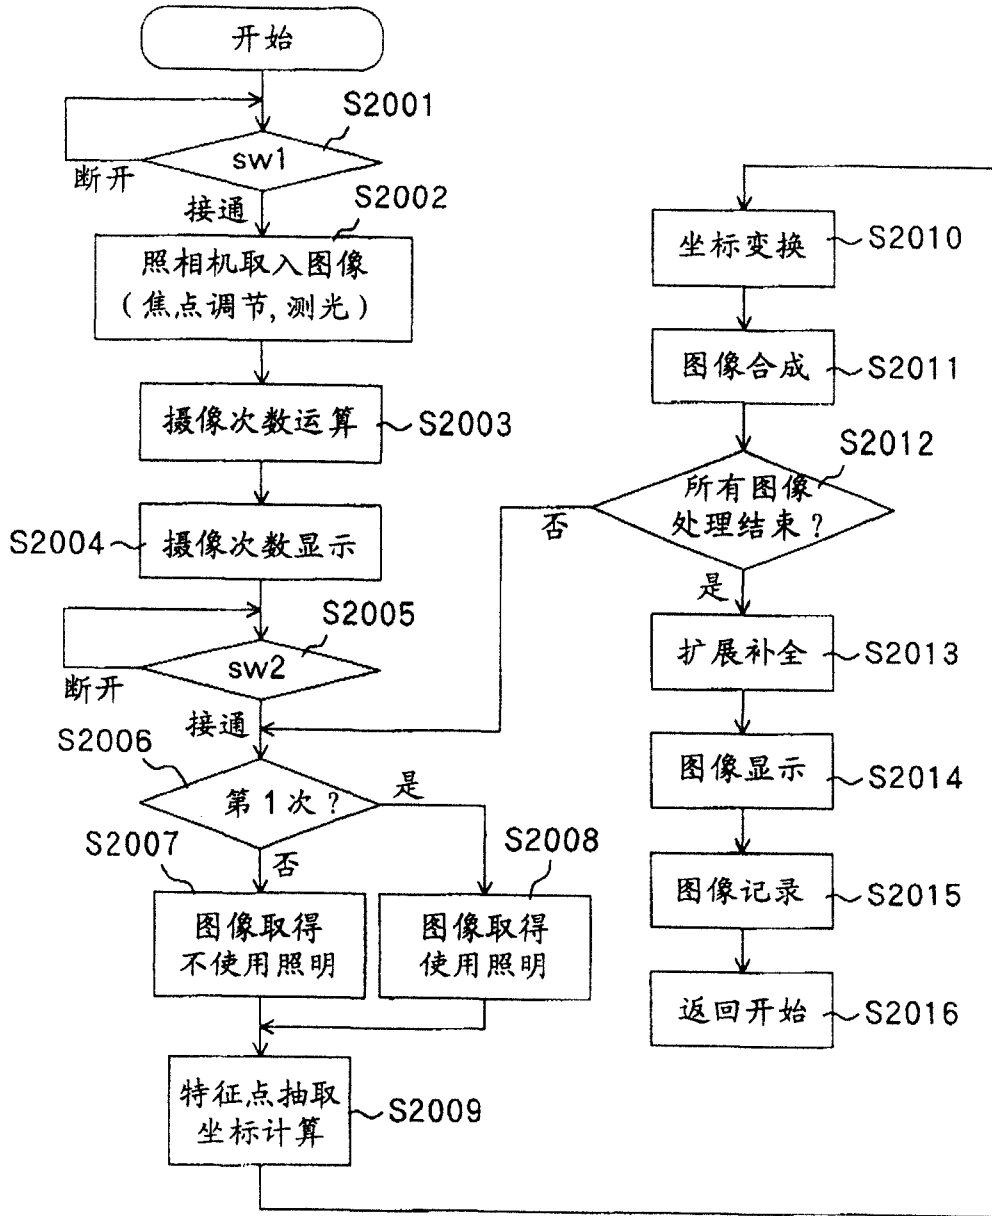 开始
S2001
sw1
断开
接通
S2002
照相机取入图像
(焦点调节,测光)
摄像次数运算
S2003
S2004
摄像次数显示
S2005
sw2
断开
接通
S2006
第1次?
是
否
S2007
图像取得
不使用照明
S2008
图像取得
使用照明
特征点抽取
坐标计算
S2009
坐标变换
S2010
图像合成
S2011
S2012
所有图像
处理结束?
否
是
扩展补全
S2013
图像显示
S2014
图像记录
S2015
返回开始
S2016